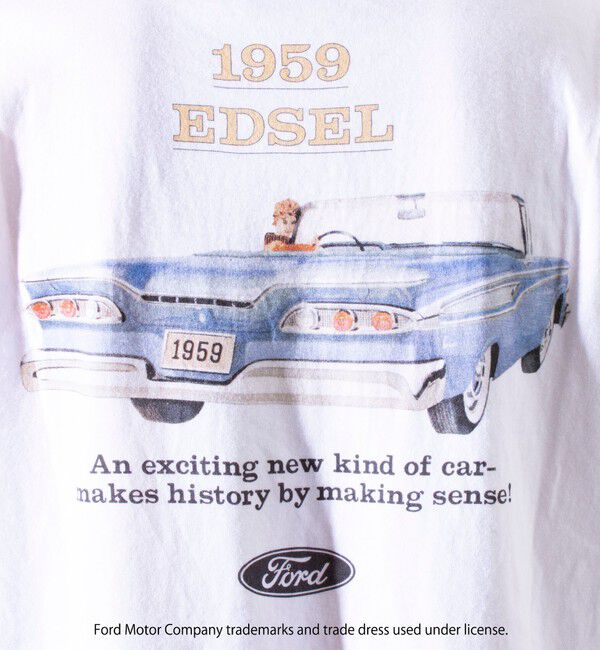 1959
EDSEL
1959
An exciting new kind of car-
makes history by making sense!
Ford
Ford Motor Company trademarks and trade dress used under license.